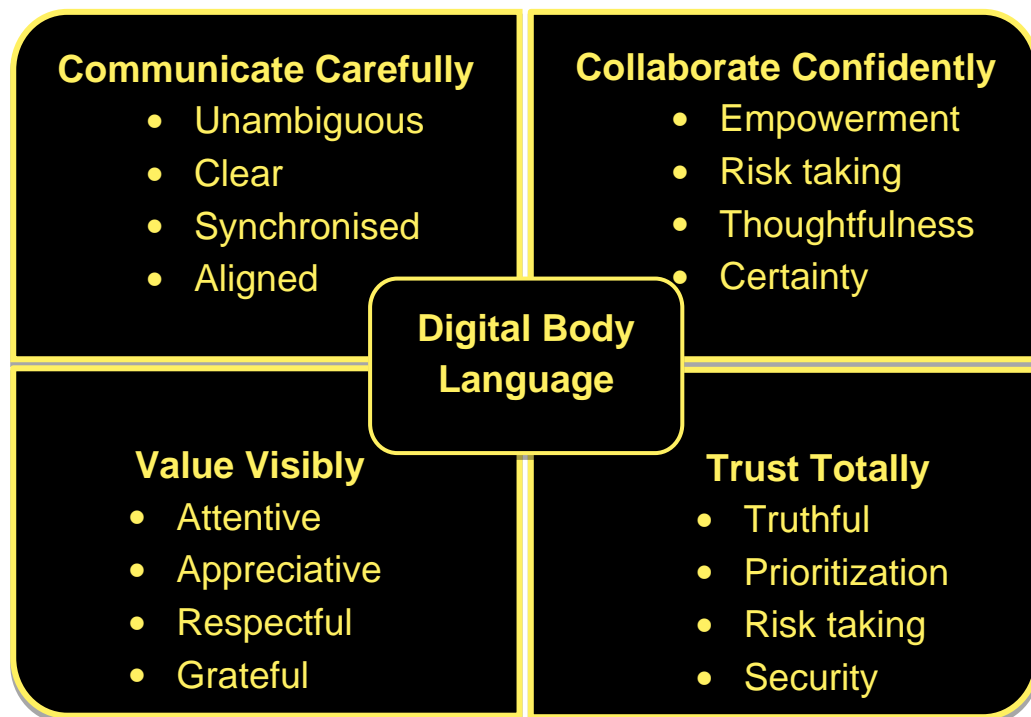 Communicate Carefully
• Unambiguous
• Clear
• Synchronised
• Aligned
Collaborate Confidently
• Empowerment
• Risk taking
• Thoughtfulness
• Certainty
Digital Body
Language
Value Visibly
• Attentive
• Appreciative
• Respectful
• Grateful
Trust Totally
• Truthful
• Prioritization
• Risk taking
• Security